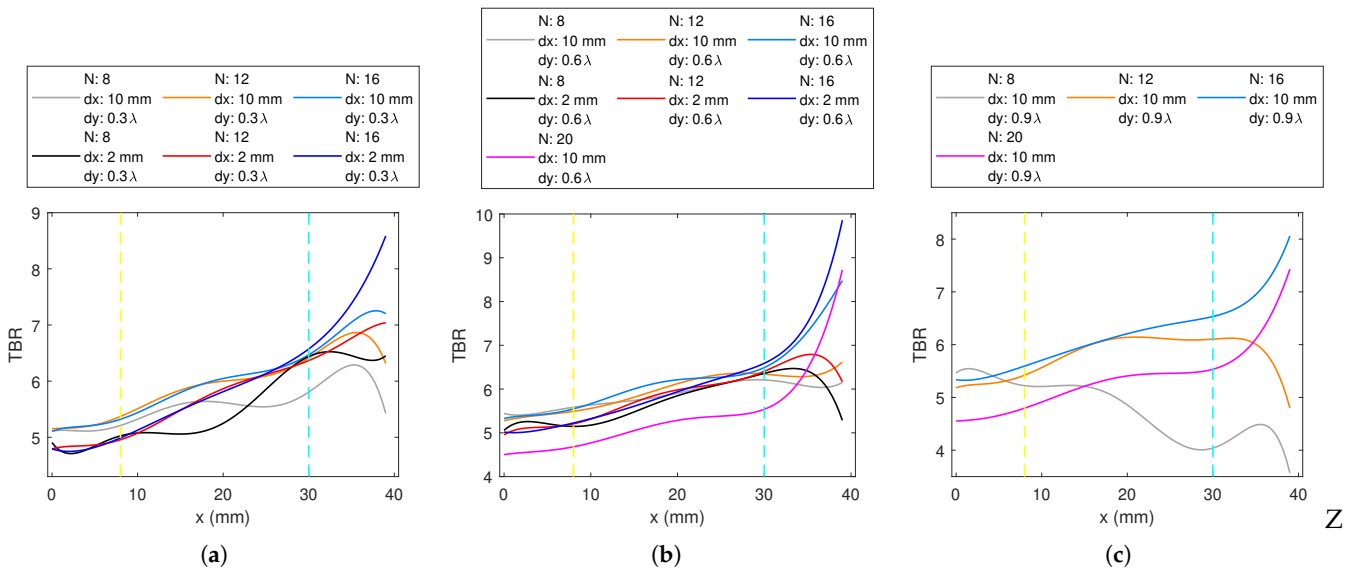 N: 8 N: 12 N: 16
dx: 10 mm dx: 10 mm dx: 10 mm
dy: 0.3λ dy: 0.3λ dy: 0.3λ
N: 8 N: 12 N: 16
dx: 2 mm dx: 2 mm dx: 2 mm
dy: 0.3λ dy: 0.3λ dy: 0.3λ
9
8
7
6
5
TBR
0 10 20 30 40
x (mm)
(a)
N: 8 N: 12 N: 16
dx: 10 mm dx: 10 mm dx: 10 mm
dy: 0.6λ dy: 0.6λ dy: 0.6λ
N: 8 N: 12 N: 16
dx: 2 mm dx: 2 mm dx: 2 mm
dy: 0.6λ dy: 0.6λ dy: 0.6λ
N: 20
dx: 10 mm
dy: 0.6λ
10
9
8
7
6
5
4
TBR
0 10 20 30 40
x (mm)
(b)
N: 8 N: 12 N: 16
dx: 10 mm dx: 10 mm dx: 10 mm
dy: 0.9λ dy: 0.9λ dy: 0.9λ
N: 20
dx: 10 mm
dy: 0.9λ
8
7
6
5
4
TBR
0 10 20 30 40
x (mm)
(c)
Z